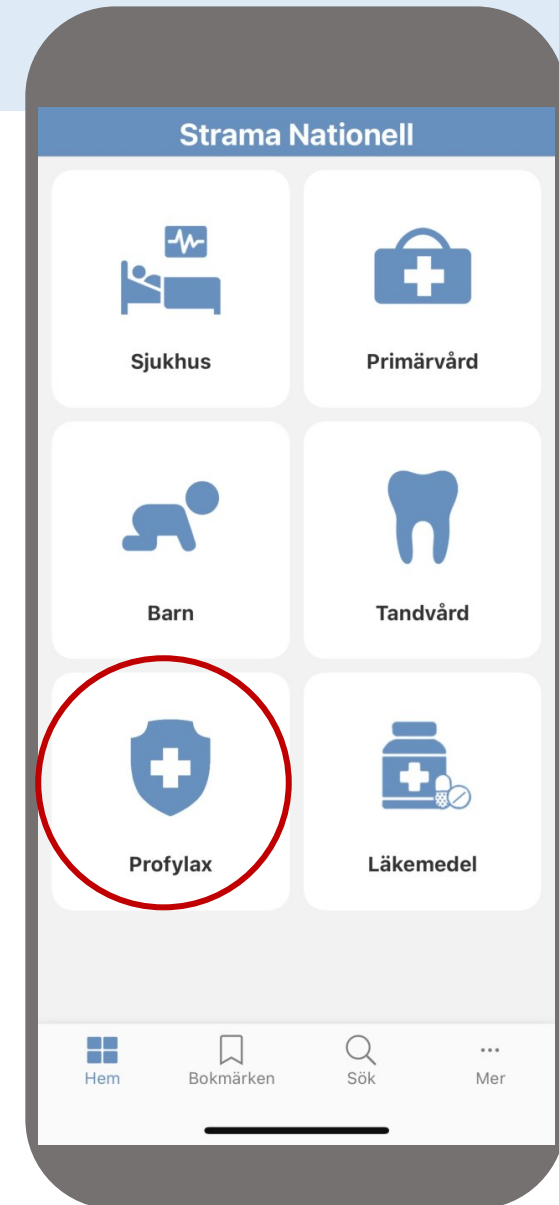 Strama Nationell
Sjukhus
Primärvård
Barn
Tandvård
Profylax
Läkemedel
Hem
Bokmärken
Sök
Mer